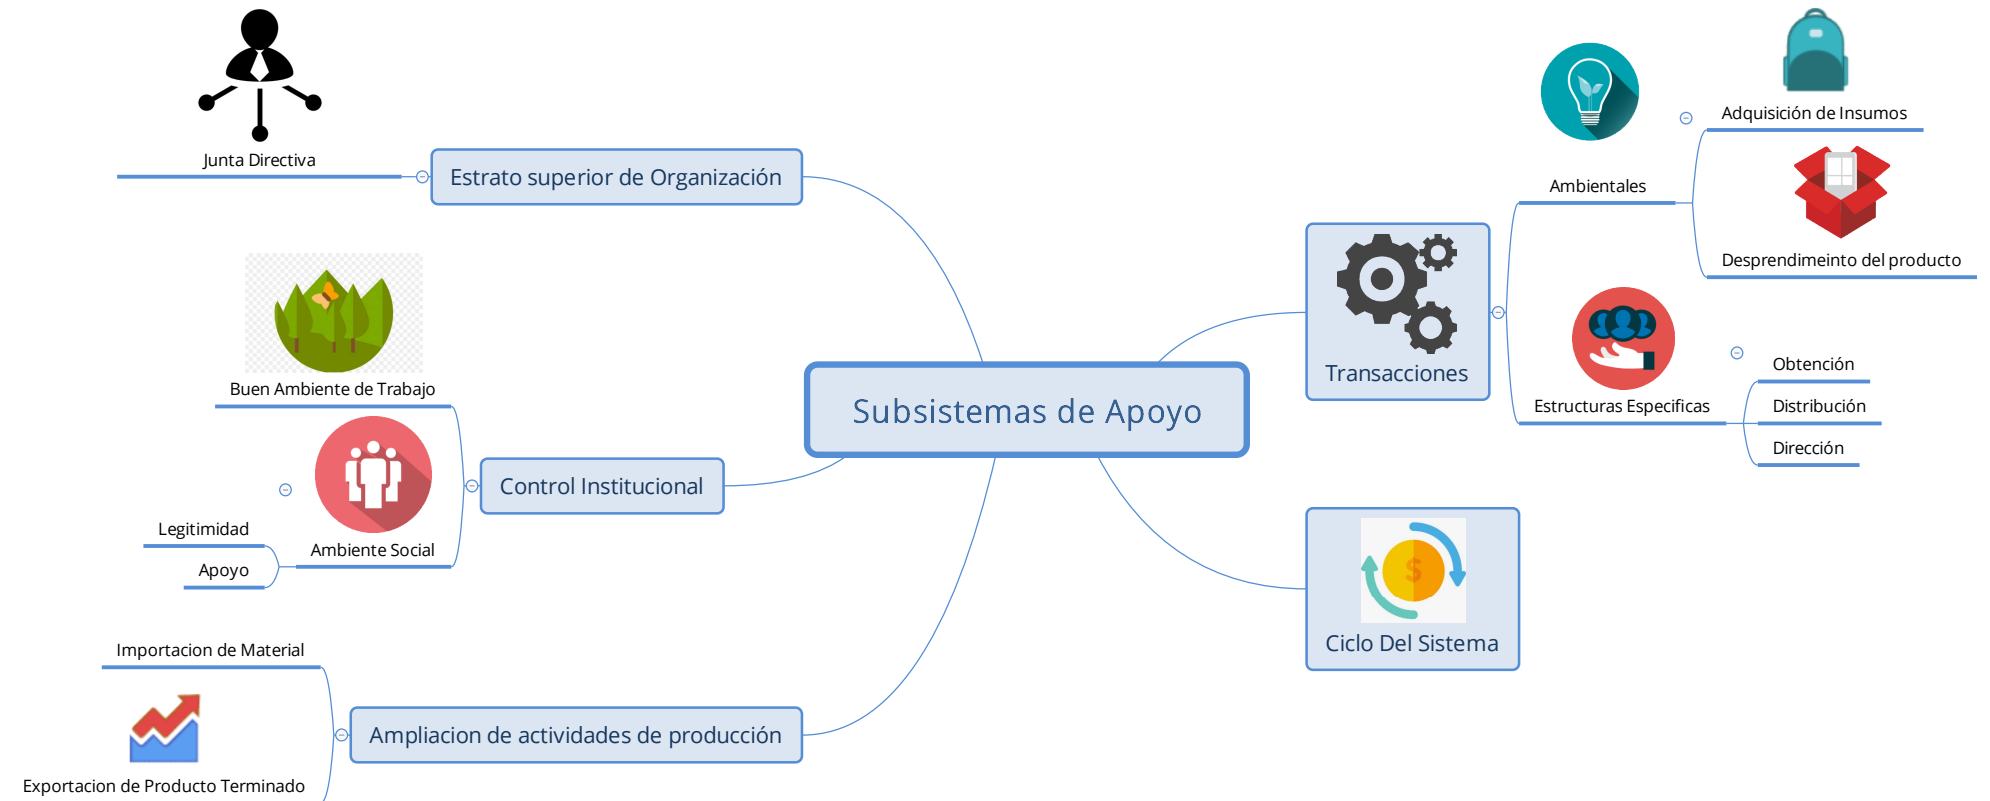 Subsistemas de Apoyo
Transacciones
Ambientales
Adquisición de Insumos
Desprendimeinto del producto
Estructuras Especificas
Obtención
Distribución
Dirección
Ciclo Del Sistema
$
Estrato superior de Organización
Junta Directiva
Control Institucional
Buen Ambiente de Trabajo
Ambiente Social
Legitimidad
Apoyo
Ampliacion de actividades de producción
Importacion de Material
Exportacion de Producto Terminado